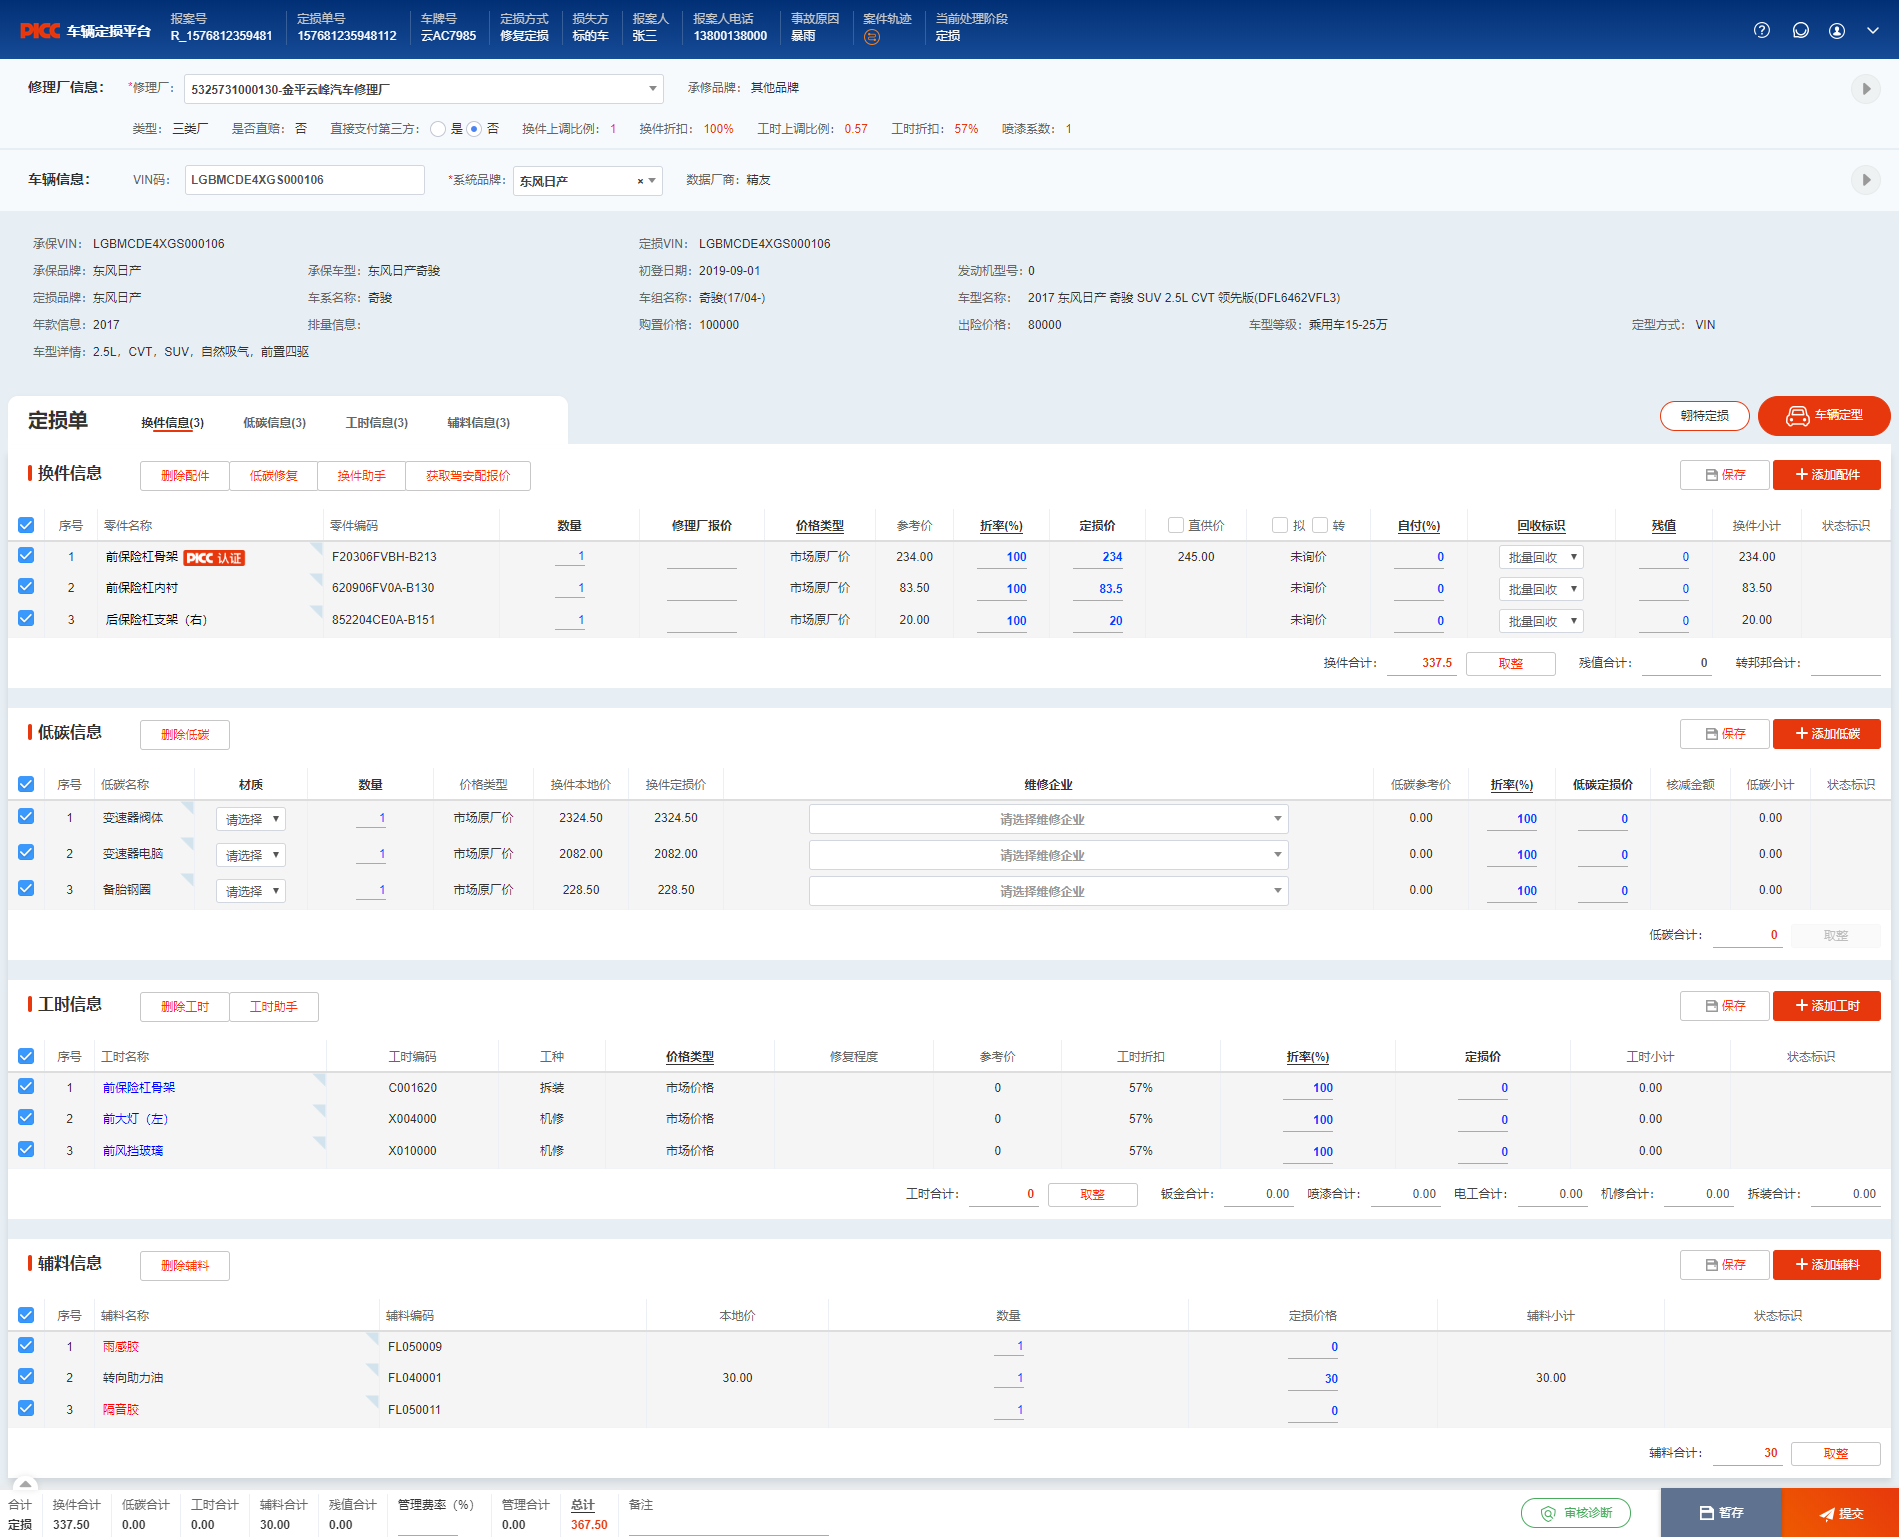 PICC 车辆定损平台
报案号 定损单号 车牌号 定损方式 损失方 报案人 报案人电话 事故原因 案件轨迹 当前处理阶段
R_1576812359481 157681235948112 云AC7985 修复定损 标的车 张三 13800138000 暴雨 定损
修理厂信息： *修理厂： 5325731000130-金平云峰汽车修理厂 承修品牌： 其他品牌
类型： 三类厂 是否直赔： 否 直接支付第三方： 是 否 换件上调比例： 1 换件折扣： 100% 工时上调比例： 0.57 工时折扣： 57% 喷漆系数： 1
车辆信息： VIN码： LGBMCDE4XGS000106 *系统品牌： 东风日产 × 数据厂商： 精友
承保VIN： LGBMCDE4XGS000106 定损VIN： LGBMCDE4XGS000106
承保品牌： 东风日产 承保车型： 东风日产奇骏 初登日期： 2019-09-01 发动机型号： 0
定损品牌： 东风日产 车系名称： 奇骏 车组名称： 奇骏(17/04-) 车型名称： 2017 东风日产 奇骏 SUV 2.5L CVT 领先版(DFL6462VFL3)
年款信息： 2017 排量信息： 购置价格： 100000 出险价格： 80000 车型等级： 乘用车15-25万 定型方式： VIN
车型详情： 2.5L，CVT，SUV，自然吸气，前置四驱
定损单 换件信息(3) 低碳信息(3) 工时信息(3) 辅料信息(3) 翱特定损 车辆定型
换件信息 删除配件 低碳修复 换件助手 获取驾安配报价 保存 添加配件
序号 零件名称 零件编码 数量 修理厂报价 价格类型 参考价 折率(%) 定损价 直供价 拟 转 自付(%) 回收标识 残值 换件小计 状态标识
1 前保险杠骨架 PICC 认证 F20306FVBH-B213 1 市场原厂价 234.00 100 234 245.00 未询价 0 批量回收 0 234.00
2 前保险杠内衬 620906FV0A-B130 1 市场原厂价 83.50 100 83.5 未询价 0 批量回收 0 83.50
3 后保险杠支架（右） 852204CE0A-B151 1 市场原厂价 20.00 100 20 未询价 0 批量回收 0 20.00
换件合计： 337.5 取整 残值合计： 0 转邦邦合计：
低碳信息 删除低碳 保存 添加低碳
序号 低碳名称 材质 数量 价格类型 换件本地价 换件定损价 维修企业 低碳参考价 折率(%) 低碳定损价 核减金额 低碳小计 状态标识
1 变速器阀体 请选择 1 市场原厂价 2324.50 2324.50 请选择维修企业 0.00 100 0 0.00
2 变速器电脑 请选择 1 市场原厂价 2082.00 2082.00 请选择维修企业 0.00 100 0 0.00
3 备胎钢圈 请选择 1 市场原厂价 228.50 228.50 请选择维修企业 0.00 100 0 0.00
低碳合计： 0 取整
工时信息 删除工时 工时助手 保存 添加工时
序号 工时名称 工时编码 工种 价格类型 修复程度 参考价 工时折扣 折率(%) 定损价 工时小计 状态标识
1 前保险杠骨架 C001620 拆装 市场价格 0 57% 100 0 0.00
2 前大灯（左） X004000 机修 市场价格 0 57% 100 0 0.00
3 前风挡玻璃 X010000 机修 市场价格 0 57% 100 0 0.00
工时合计： 0 取整 钣金合计： 0.00 喷漆合计： 0.00 电工合计： 0.00 机修合计： 0.00 拆装合计： 0.00
辅料信息 删除辅料 保存 添加辅料
序号 辅料名称 辅料编码 本地价 数量 定损价格 辅料小计 状态标识
1 雨感胶 FL050009 1 0
2 转向助力油 FL040001 30.00 1 30 30.00
3 隔音胶 FL050011 1 0
辅料合计： 30 取整
合计 换件合计 低碳合计 工时合计 辅料合计 残值合计 管理费率（%） 管理合计 总计 备注
定损 337.50 0.00 0.00 30.00 0.00 0.00 367.50
审核诊断 暂存 提交